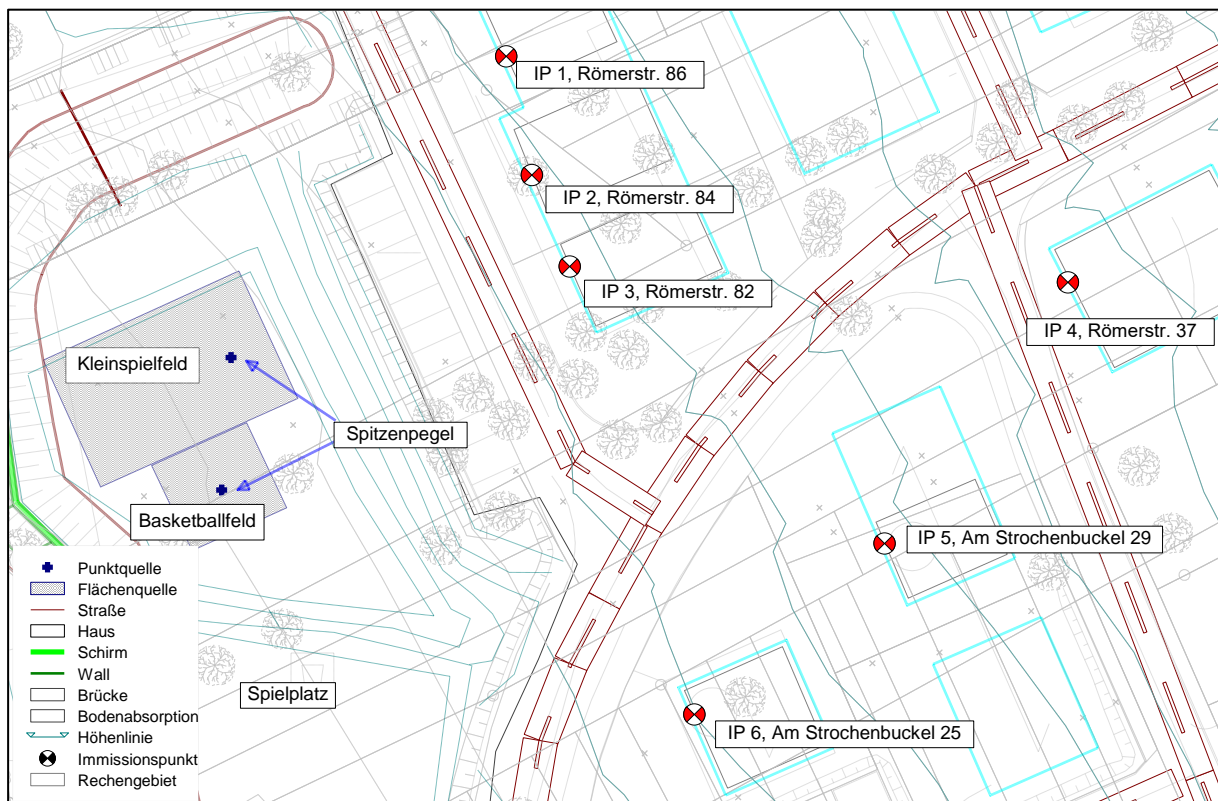 IP 1, Römerstr. 86
IP 2, Römerstr. 84
IP 3, Römerstr. 82
IP 4, Römerstr. 37
Kleinspielfeld
Spitzenpegel
Basketballfeld
IP 5, Am Strochenbuckel 29
IP 6, Am Strochenbuckel 25
Spielplatz
Punktquelle
Flächenquelle
Straße
Haus
Schirm
Wall
Brücke
Bodenabsorption
Höhenlinie
Immissionspunkt
Rechengebiet